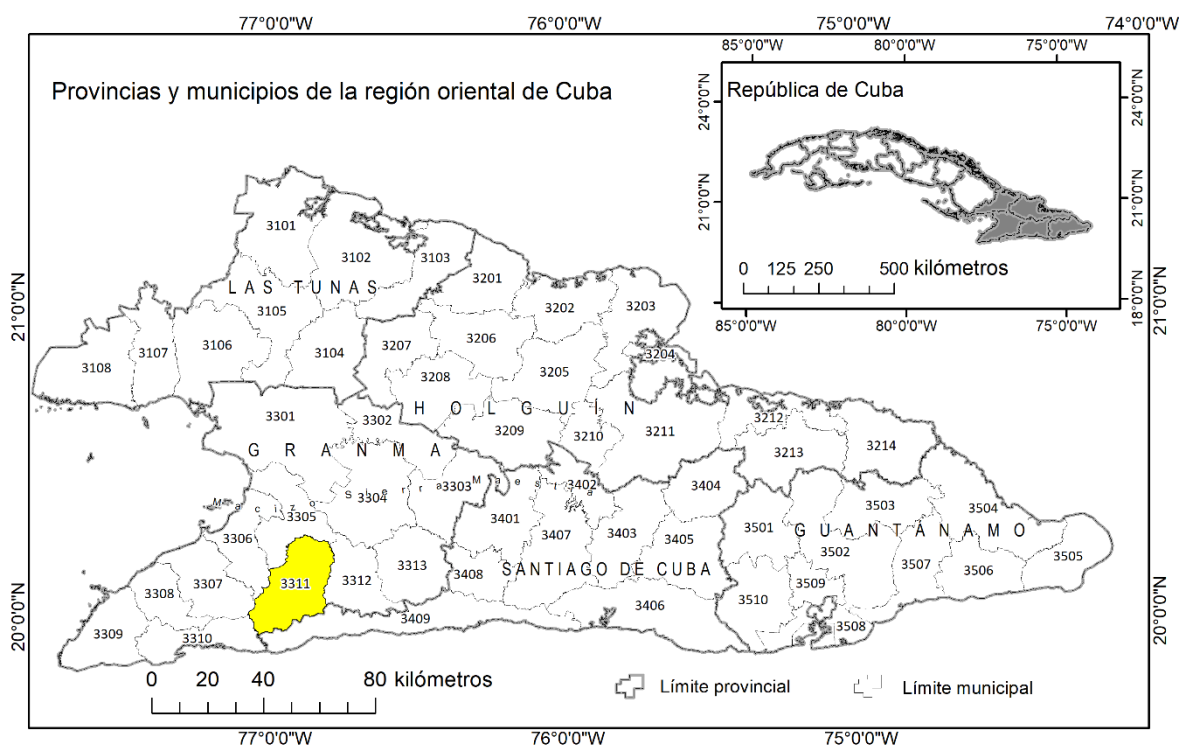 77°0'0"W 76°0'0"W 75°0'0"W 74°0'0"W
85°0'0"W 80°0'0"W 75°0'0"W
Provincias y municipios de la región oriental de Cuba
República de Cuba
24°0'0"N 24°0'0"N
21°0'0"N 21°0'0"N
18°0'0"N
0 125 250 500 kilómetros
85°0'0"W 80°0'0"W 75°0'0"W
21°0'0"N 21°0'0"N
3101
3102 3103
3201
LAS TUNAS
3105
3202 3203
3106 3104
3207 3206
3108 3107
3204
3208 3205
HOLGUÍN
3301 3302
3209 3210 3211
3212
3213 3214
GRANMA
Macizo Sierra Maestra
3304 3303
3402 3404
3305
3401
3503 3504
3306
3407 3403 3405
3501
GUANTÁNAMO
3502
3505
3307 3311 3312 3313
3408
SANTIAGO DE CUBA
3507 3506
3308
3509
3510
3406
3309 3310
3409
3508
20°0'0"N 20°0'0"N
0 20 40 80 kilómetros
Límite provincial
Límite municipal
77°0'0"W 76°0'0"W 75°0'0"W